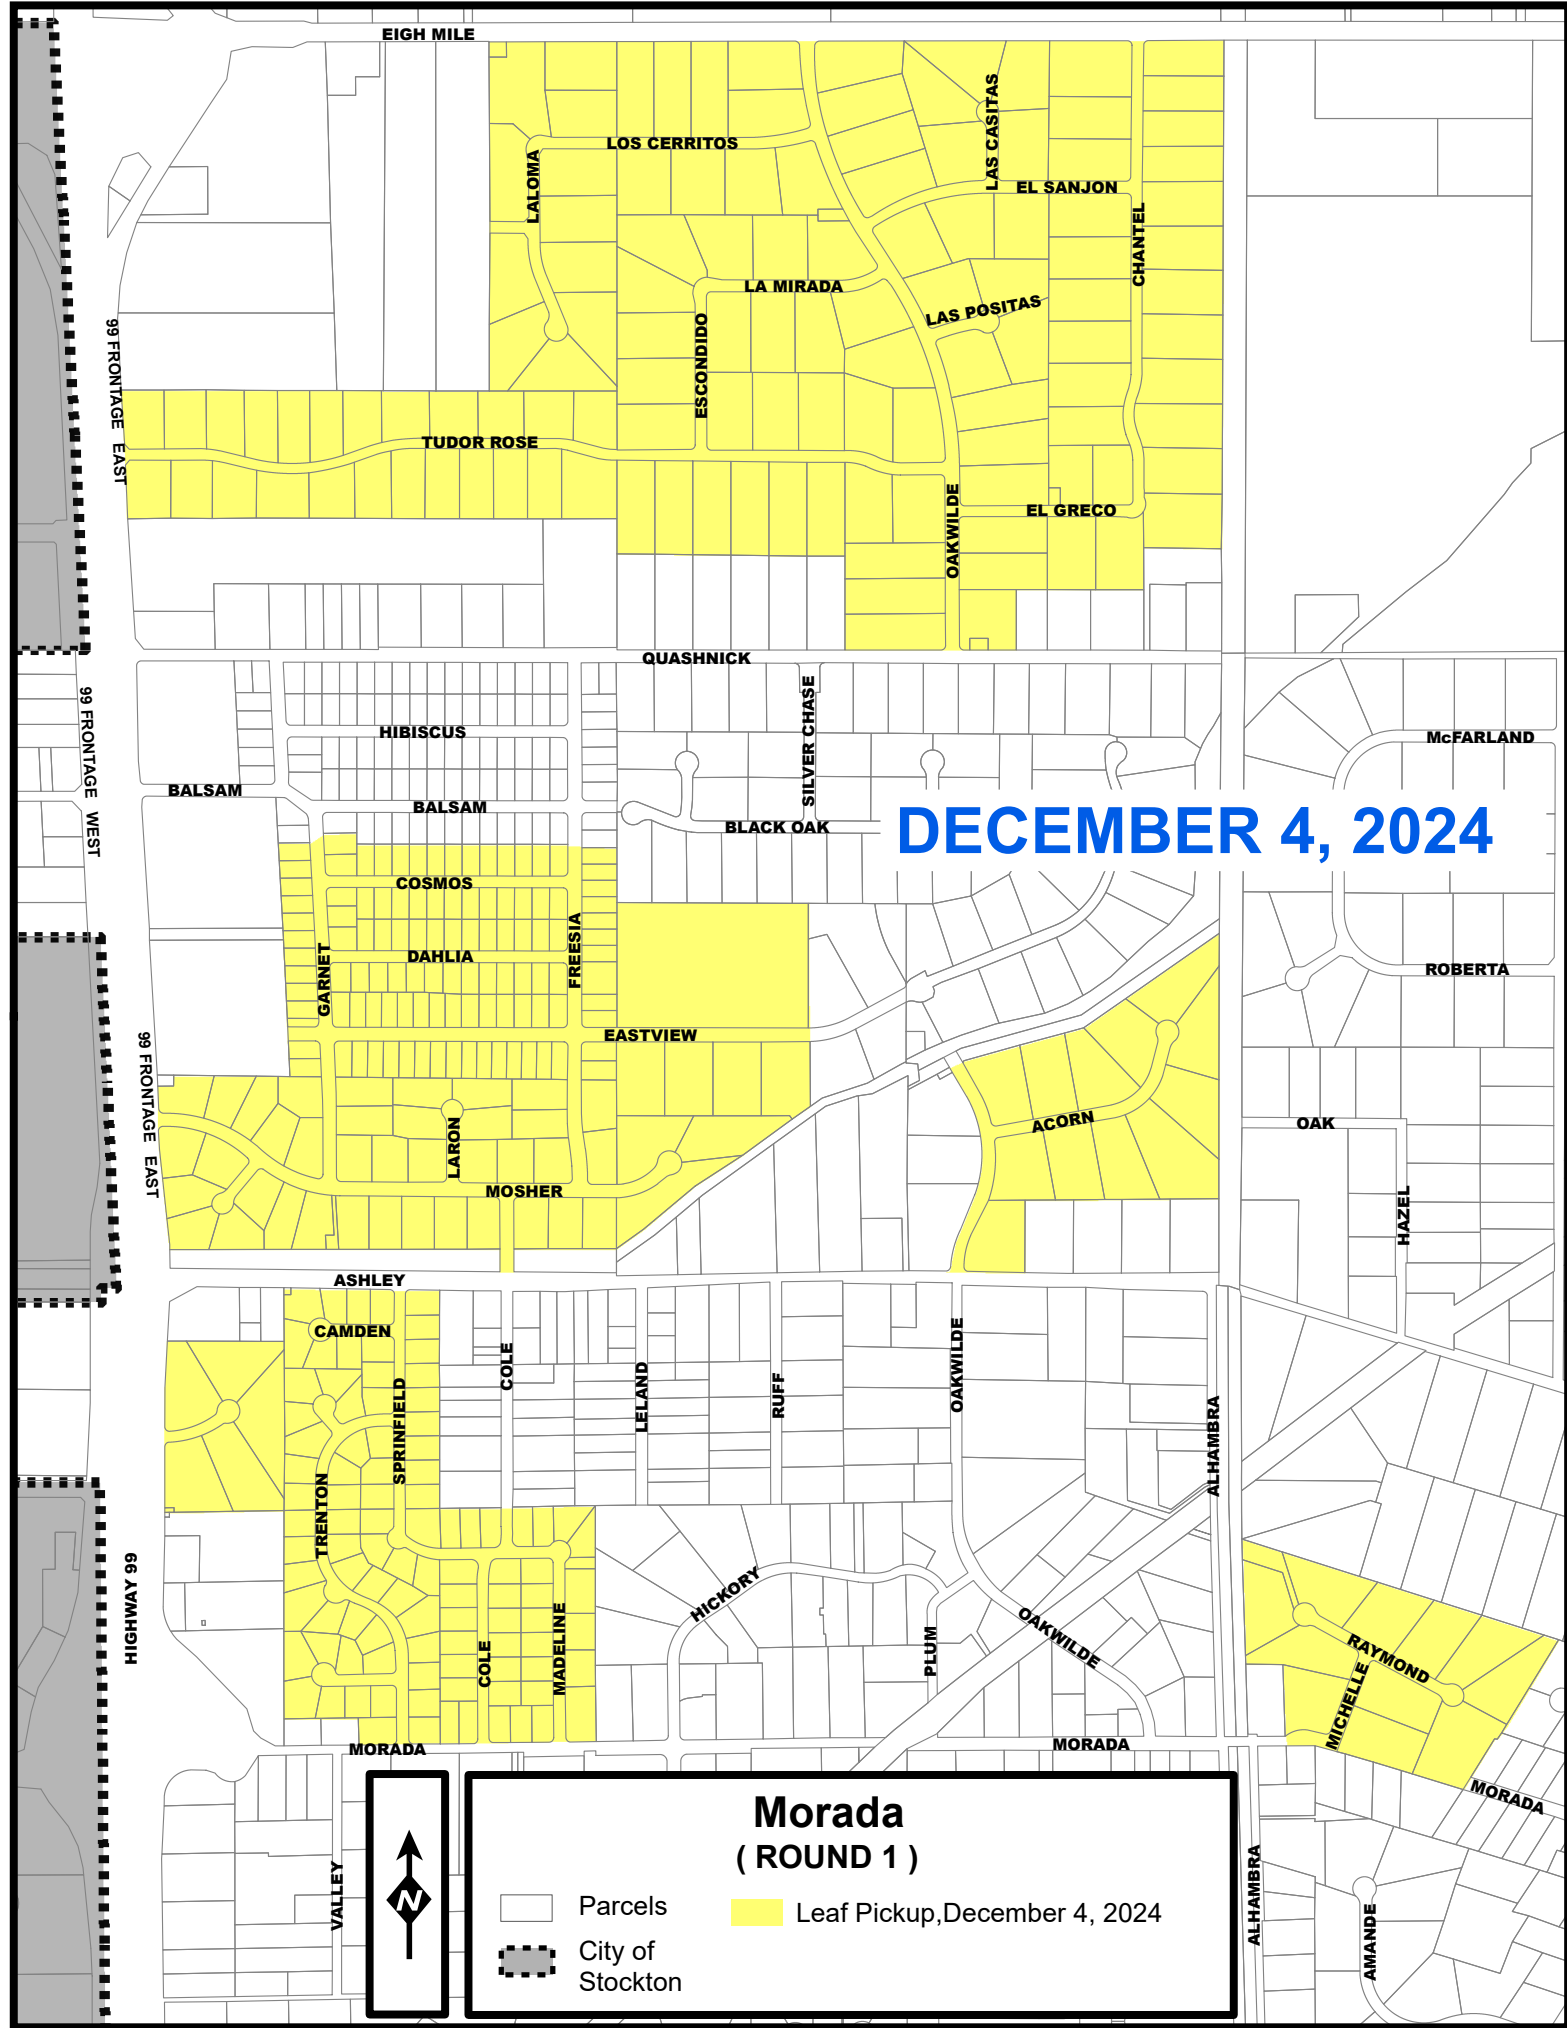 EIGH MILE
LOS CERRITOS
LALOMA
LAS CASITAS
EL SANJON
CHANTEL
LA MIRADA
LAS POSITAS
ESCONDIDO
99 FRONTAGE EAST
TUDOR ROSE
OAKWILDE
EL GRECO
QUASHNICK
99 FRONTAGE WEST
SILVER CHASE
HIBISCUS
McFARLAND
BALSAM
BALSAM
BLACK OAK
DECEMBER 4, 2024
COSMOS
FREESIA
DAHLIA
GARNET
ROBERTA
EASTVIEW
99 FRONTAGE EAST
ACORN
OAK
LARON
MOSHER
HAZEL
ASHLEY
CAMDEN
COLE
LELAND
RUFF
OAKWILDE
SPRINFIELD
ALHAMBRA
TRENTON
HIGHWAY 99
HICKORY
MADELINE
COLE
PLUM
OAKWILDE
RAYMOND
MICHELLE
MORADA
MORADA
MORADA
VALLEY
ALHAMBRA
AMANDE
N
Morada
( ROUND 1 )
Parcels
Leaf Pickup,December 4, 2024
City of
Stockton